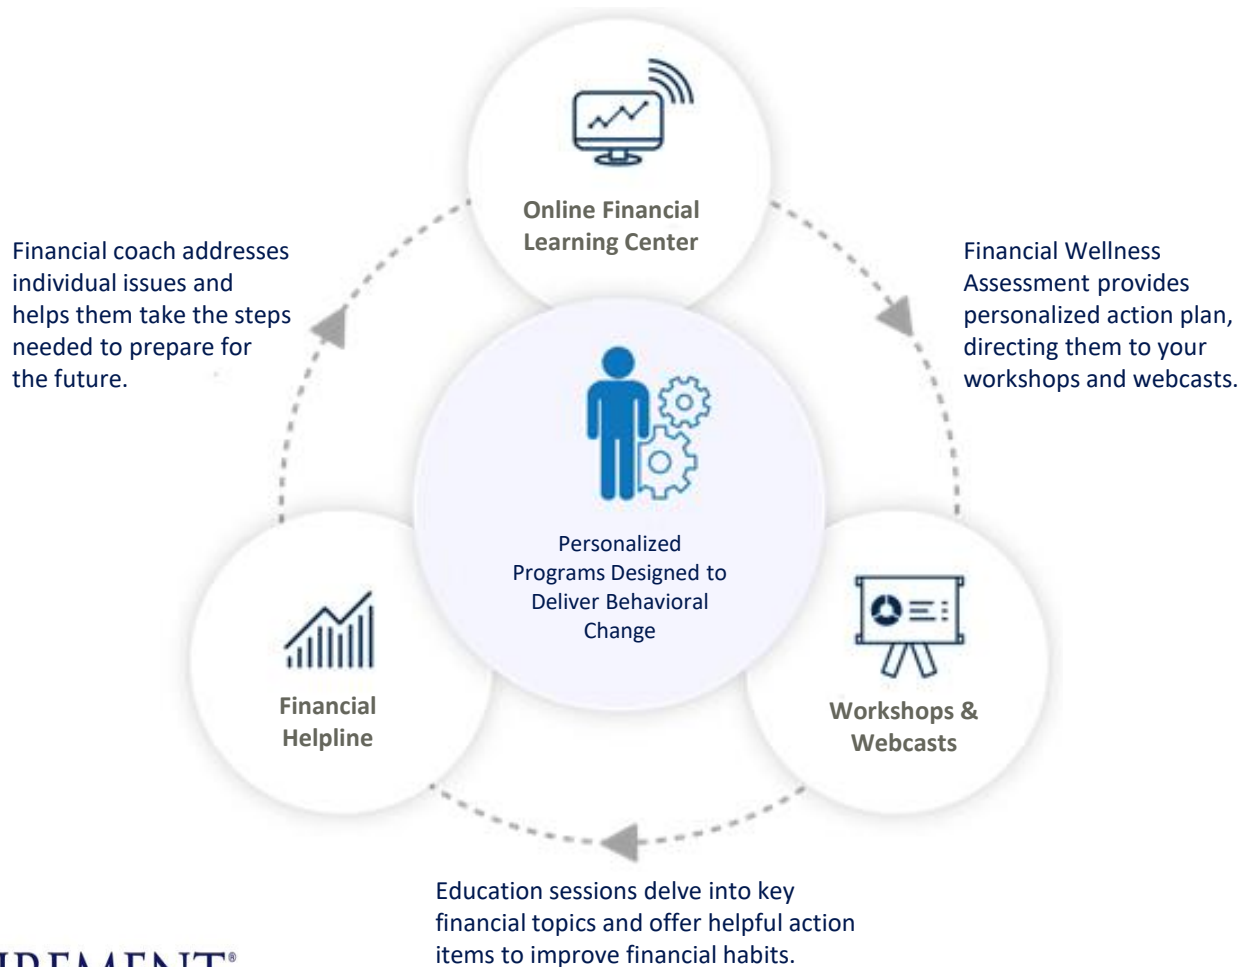 Online Financial
Learning Center
Financial coach addresses
individual issues and
helps them take the steps
needed to prepare for
the future.
Financial Wellness
Assessment provides
personalized action plan,
directing them to your
workshops and webcasts.
Personalized
Programs Designed to
Deliver Behavioral
Change
Financial
Helpline
Workshops &
Webcasts
Education sessions delve into key
financial topics and offer helpful action
items to improve financial habits.